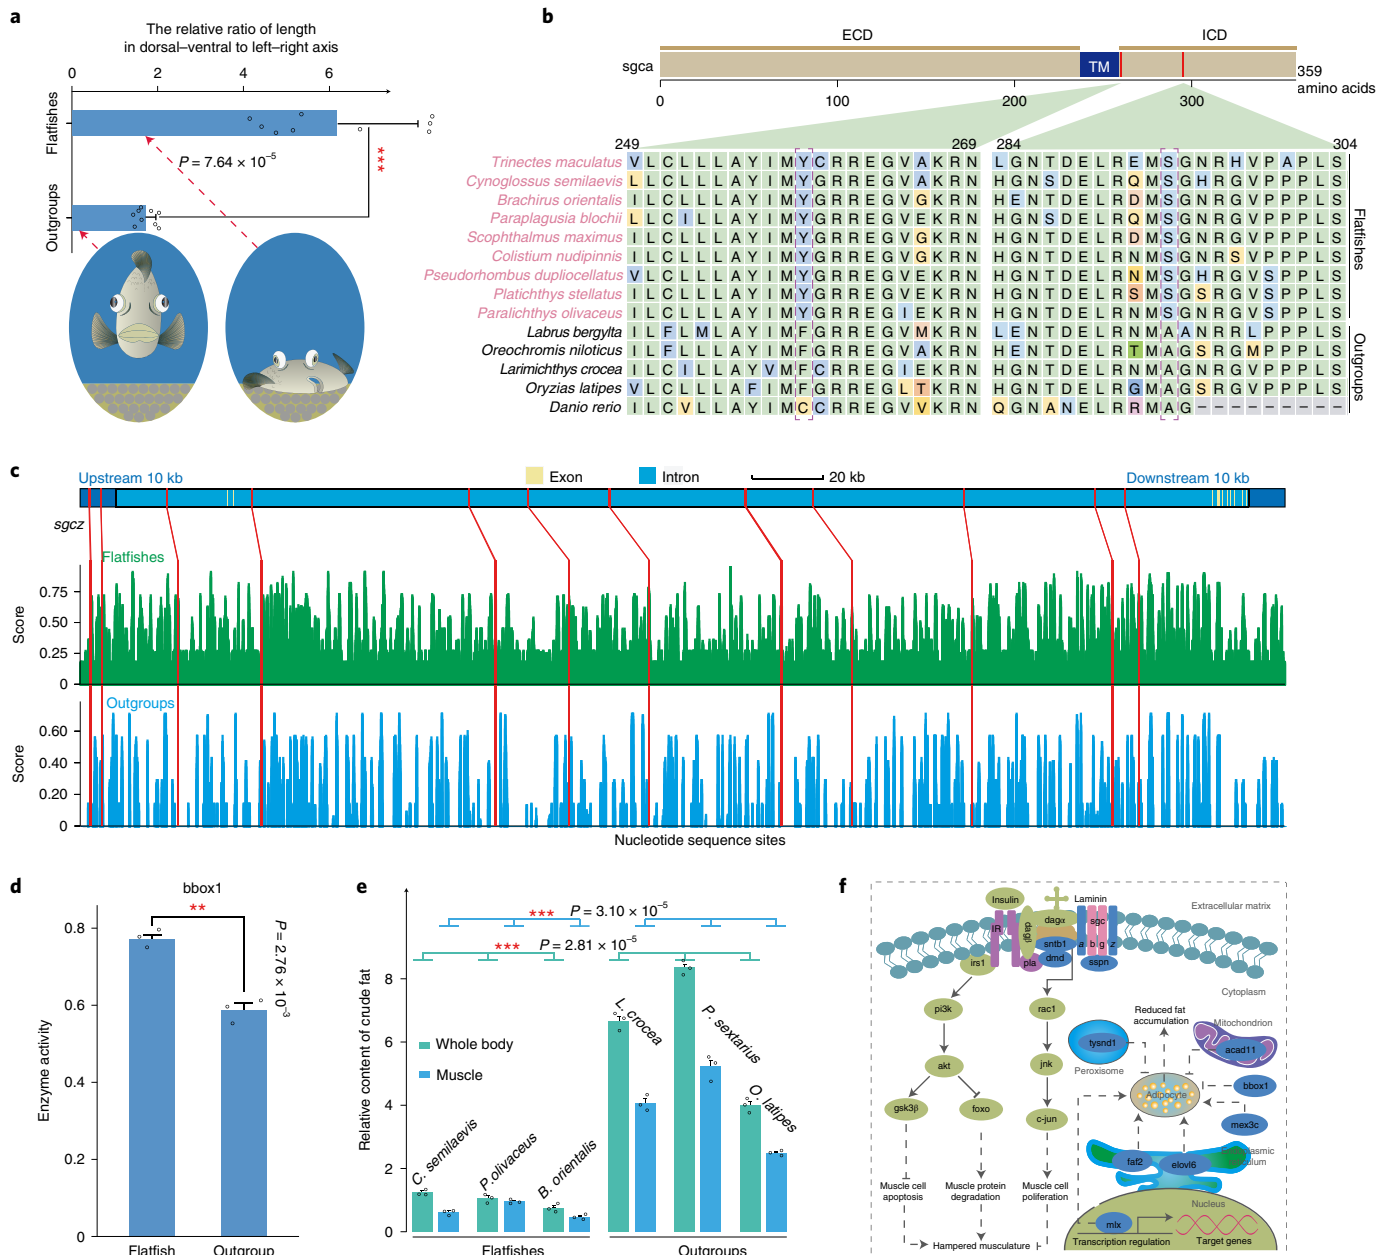 a
The relative ratio of length
in dorsal–ventral to left–right axis
0 2 4 6
Flatfishes
Outgroups
P = 7.64 × 10⁻⁵
***
b
ECD
ICD
sgca
TM
359
amino acids
0 100 200 300
249 269 284 304
Trinectes maculatus V L C L L L A Y I M Y C R R E G V A K R N L G N T D E L R E M S G N R H V P A P L S
Cynoglossus semilaevis L L C L L L A Y I M Y G R R E G V A K R N H G N S D E L R Q M S G H R G V P P P L S
Brachirus orientalis I L C L L L A Y I M Y G R R E G V G K R N H E N T D E L R D M S G N R G V P P P L S
Paraplagusia blochii L L C I L L A Y I M Y G R R E G V E K R N H G N S D E L R Q M S G N R G V P P P L S
Scophthalmus maximus I L C L L L A Y I M Y G R R E G V G K R N H G N T D E L R D M S G N R G V P P P L S
Colistium nudipinnis I L C L L L A Y I M Y G R R E G V G K R N H G N T D E L R N M S G N R S V P P P L S
Pseudorhombus dupliocellatus V L C L L L A Y I M Y G R R E G V E K R N H G N T D E L R N M S G H R G V S P P L S
Platichthys stellatus I L C L L L A Y I M Y G R R E G V E K R N H G N T D E L R S M S G S R G V S P P L S
Paralichthys olivaceus I L C L L L A Y I M Y G R R E G I E K R N H G N T D E L R N M S G N R G V S P P L S
Labrus bergylta I L F L M L A Y I M F G R R E G V M K R N L E N T D E L R N M A A N R R L P P P L S
Oreochromis niloticus I L F L L L A Y I M F G R R E G V A K R N H E N T D E L R T M A G S R G M P P P L S
Larimichthys crocea I L C I L L A Y V M F C R R E G I E K R N H G N T D E L R N M A G N R G V P P P L S
Oryzias latipes V L C L L L A F I M F G R R E G L T K R N H G N T D E L R G M A G S R G V P P P L S
Danio rerio I L C V L L A Y I M C C R R E G V V K R N Q G N A N E L R R M A G – – – – – – – – –
Flatfishes
Outgroups
c
Upstream 10 kb
Exon
Intron
20 kb
Downstream 10 kb
sgcz
Flatfishes
Score
0.75
0.50
0.25
0
Outgroups
Score
0.60
0.40
0.20
0
Nucleotide sequence sites
d
bbox1
**
P = 2.76 × 10⁻³
Enzyme activity
0.8
0.6
0.4
0.2
0
Flatfish
Outgroup
e
*** P = 3.10 × 10⁻⁵
*** P = 2.81 × 10⁻⁵
Relative content of crude fat
8
6
4
2
0
Whole body
Muscle
C. semilaevis
P.olivaceus
B. orientalis
L. crocea
P. sextarius
O. latipes
Flatfishes
Outgroups
f
Insulin
Laminin
Extracellular matrix
IR
dagβ
dagα
sntb1
dmd
pla
sgc
a b g z
sspn
irs1
Cytoplasm
pi3k
rac1
akt
jnk
gsk3β
foxo
c-jun
Muscle cell
apoptosis
Muscle protein
degradation
Muscle cell
poliferation
Hampered musculature
Reduced fat
accumulation
Mitochondrion
tysnd1
acad11
Peroxisome
Adipocyte
bbox1
mex3c
faf2
elovl6
Nucleus
mlx
Transcription regulation
Target genes